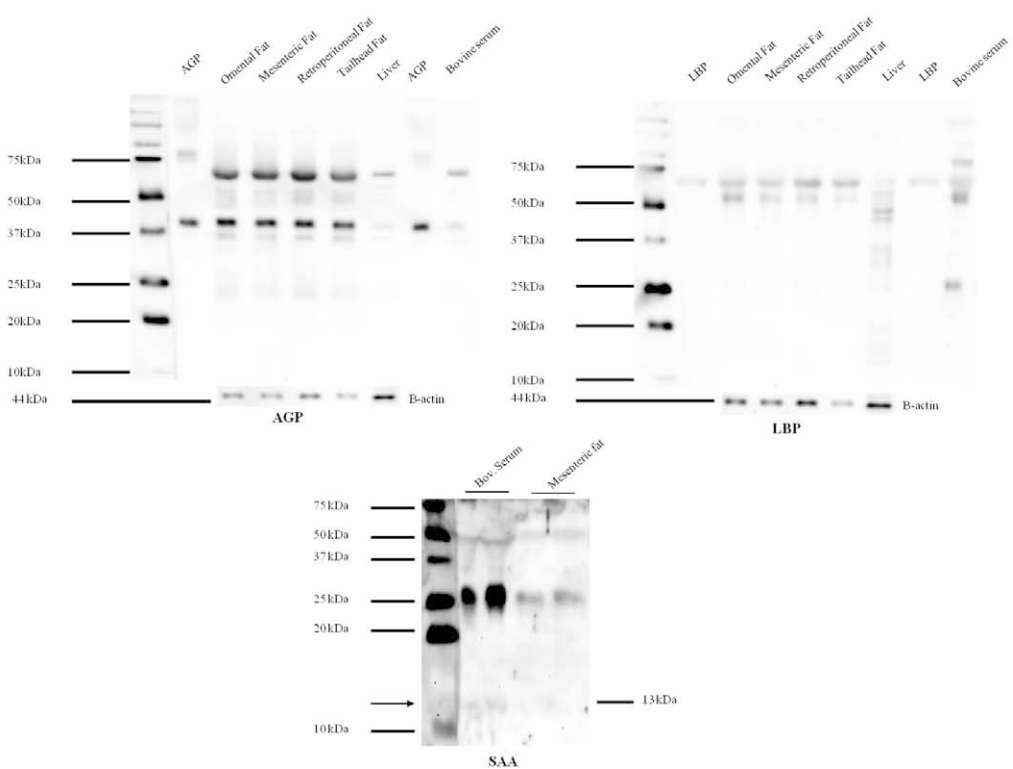 AGP
Omental Fat
Mesenteric Fat
Retroperitoneal Fat
Tailhead Fat
Liver
AGP
Bovine serum
75kDa
50kDa
37kDa
25kDa
20kDa
10kDa
44kDa
B-actin
AGP
LBP
Omental Fat
Mesenteric Fat
Retroperitoneal Fat
Tailhead Fat
Liver
LBP
Bovine serum
75kDa
50kDa
37kDa
25kDa
20kDa
10kDa
44kDa
B-actin
LBP
Bov. Serum
Mesenteric fat
75kDa
50kDa
37kDa
25kDa
20kDa
13kDa
10kDa
SAA